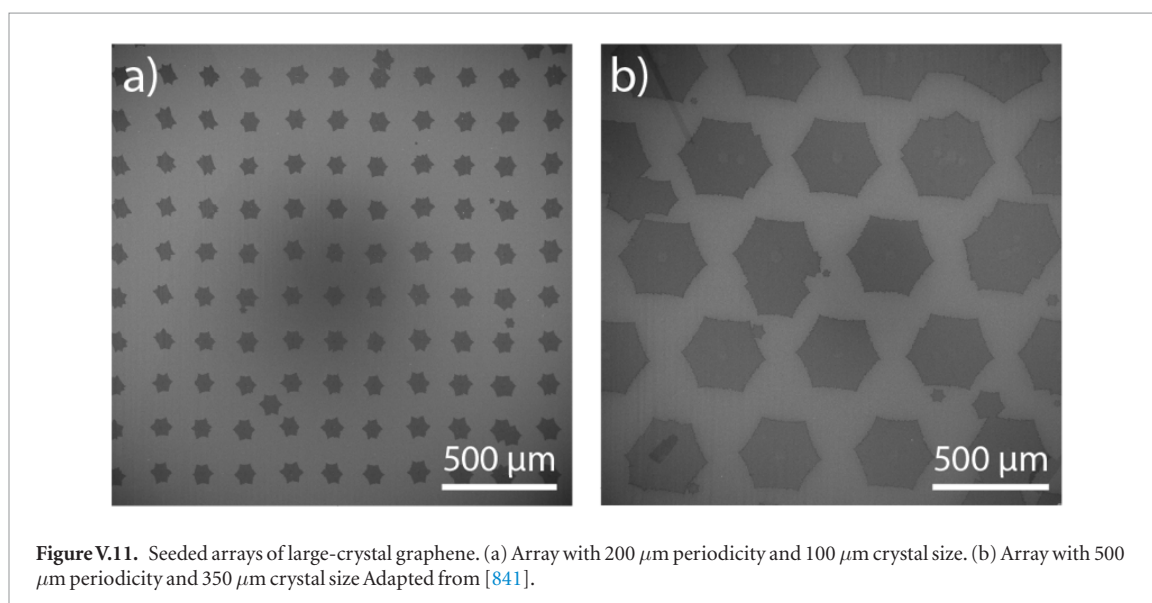 a)
b)
500 μm
500 μm
Figure V.11. Seeded arrays of large-crystal graphene. (a) Array with 200 μm periodicity and 100 μm crystal size. (b) Array with 500
μm periodicity and 350 μm crystal size Adapted from [841].